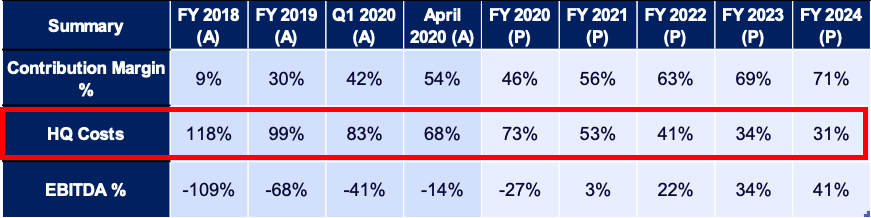 Summary FY 2018 (A) FY 2019 (A) Q1 2020 (A) April 2020 (A) FY 2020 (P) FY 2021 (P) FY 2022 (P) FY 2023 (P) FY 2024 (P)
Contribution Margin % 9% 30% 42% 54% 46% 56% 63% 69% 71%
HQ Costs 118% 99% 83% 68% 73% 53% 41% 34% 31%
EBITDA % -109% -68% -41% -14% -27% 3% 22% 34% 41%